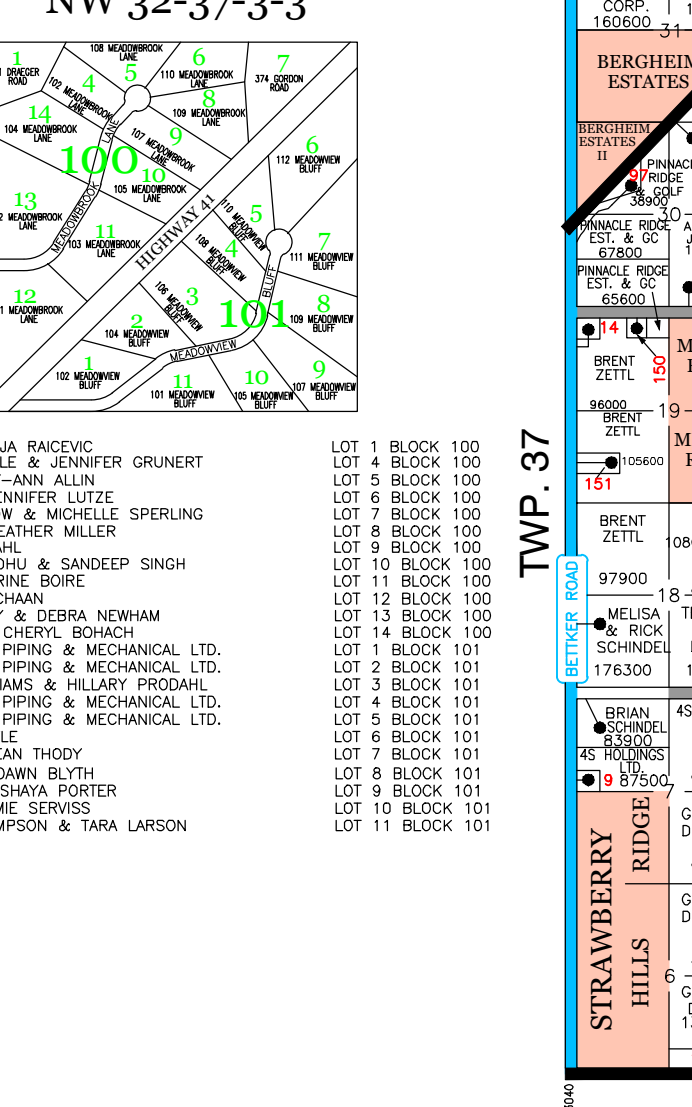 NW 32-37-3-3
1
DRAEGER
ROAD
108 MEADOWBROOK
LANE
5
4
102 MEADOWBROOK
LANE
6
110 MEADOWBROOK
LANE
7
374 GORDON
ROAD
8
109 MEADOWBROOK
LANE
14
104 MEADOWBROOK
LANE
9
107 MEADOWBROOK
LANE
100
10
105 MEADOWBROOK
LANE
6
112 MEADOWVIEW
BLUFF
13
MEADOWBROOK
LANE
MEADOWBROOK
LANE
11
103 MEADOWBROOK
LANE
HIGHWAY 41
5
110 MEADOWVIEW
BLUFF
4
108 MEADOWVIEW
BLUFF
7
111 MEADOWVIEW
BLUFF
12
MEADOWBROOK
LANE
3
106 MEADOWVIEW
BLUFF
101
8
109 MEADOWVIEW
BLUFF
2
104 MEADOWVIEW
BLUFF
MEADOWVIEW
BLUFF
1
102 MEADOWVIEW
BLUFF
11
101 MEADOWVIEW
BLUFF
10
105 MEADOWVIEW
BLUFF
9
107 MEADOWVIEW
BLUFF
JA RAICEVIC LOT 1 BLOCK 100
LE & JENNIFER GRUNERT LOT 4 BLOCK 100
-ANN ALLIN LOT 5 BLOCK 100
ENNIFER LUTZE LOT 6 BLOCK 100
W & MICHELLE SPERLING LOT 7 BLOCK 100
EATHER MILLER LOT 8 BLOCK 100
AHL LOT 9 BLOCK 100
DHU & SANDEEP SINGH LOT 10 BLOCK 100
RINE BOIRE LOT 11 BLOCK 100
CHAAN LOT 12 BLOCK 100
Y & DEBRA NEWHAM LOT 13 BLOCK 100
CHERYL BOHACH LOT 14 BLOCK 100
PIPING & MECHANICAL LTD. LOT 1 BLOCK 101
PIPING & MECHANICAL LTD. LOT 2 BLOCK 101
IAMS & HILLARY PRODAHL LOT 3 BLOCK 101
PIPING & MECHANICAL LTD. LOT 4 BLOCK 101
PIPING & MECHANICAL LTD. LOT 5 BLOCK 101
LE LOT 6 BLOCK 101
EAN THODY LOT 7 BLOCK 101
DAWN BLYTH LOT 8 BLOCK 101
SHAYA PORTER LOT 9 BLOCK 101
MIE SERVISS LOT 10 BLOCK 101
MPSON & TARA LARSON LOT 11 BLOCK 101
TWP. 37
BETTKER ROAD
CORP.
160600
31
BERGHEIM
ESTATES
BERGHEIM
ESTATES
II
97
PINNACLE
RIDGE
& GOLF
38900
30
PINNACLE RIDGE
EST. & GC
67800
PINNACLE RIDGE
EST. & GC
65600
14
150
BRENT
ZETTL
96000
19
BRENT
ZETTL
105600
151
BRENT
ZETTL
97900
18
MELISA
& RICK
SCHINDEL
176300
BRIAN
SCHINDEL
83900
4S
4S HOLDINGS
LTD.
9 87500
7
STRAWBERRY
HILLS
RIDGE
6